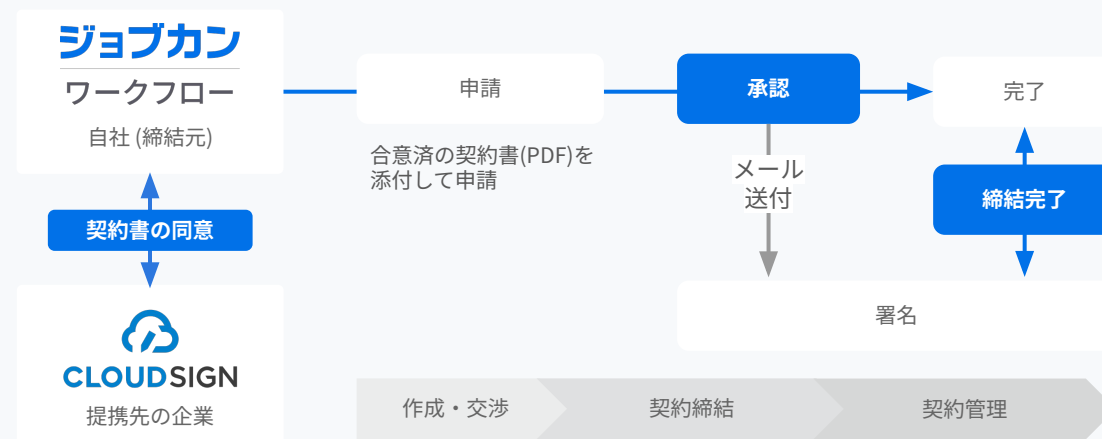 ジョブカン
ワークフロー
自社 (締結元)
契約書の同意
CLOUDSIGN
提携先の企業
申請
合意済の契約書(PDF)を
添付して申請
承認
メール
送付
完了
締結完了
署名
作成・交渉
契約締結
契約管理